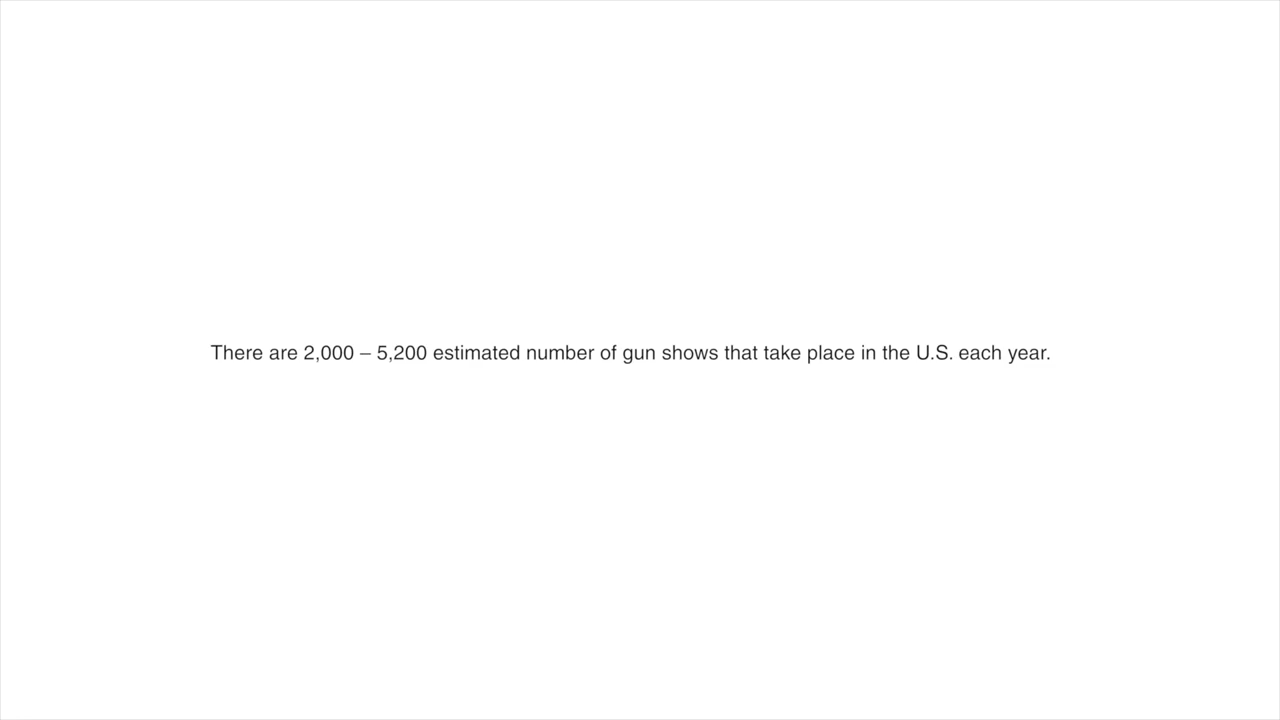 There are 2,000 – 5,200 estimated number of gun shows that take place in the U.S. each year.